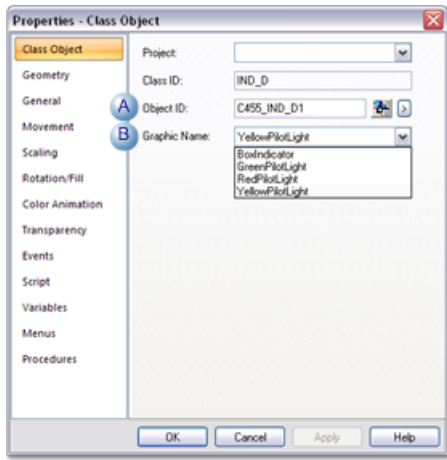 Properties - Class Object
Class Object
Geometry
General
Movement
Scaling
Rotation/Fill
Color Animation
Transparency
Events
Script
Variables
Menus
Procedures
Project:
Class ID: IND_D
A Object ID: C455_IND_D1
B Graphic Name: YellowPilotLight
BoxIndicator
GreenPilotLight
RedPilotLight
YellowPilotLight
OK Cancel Apply Help